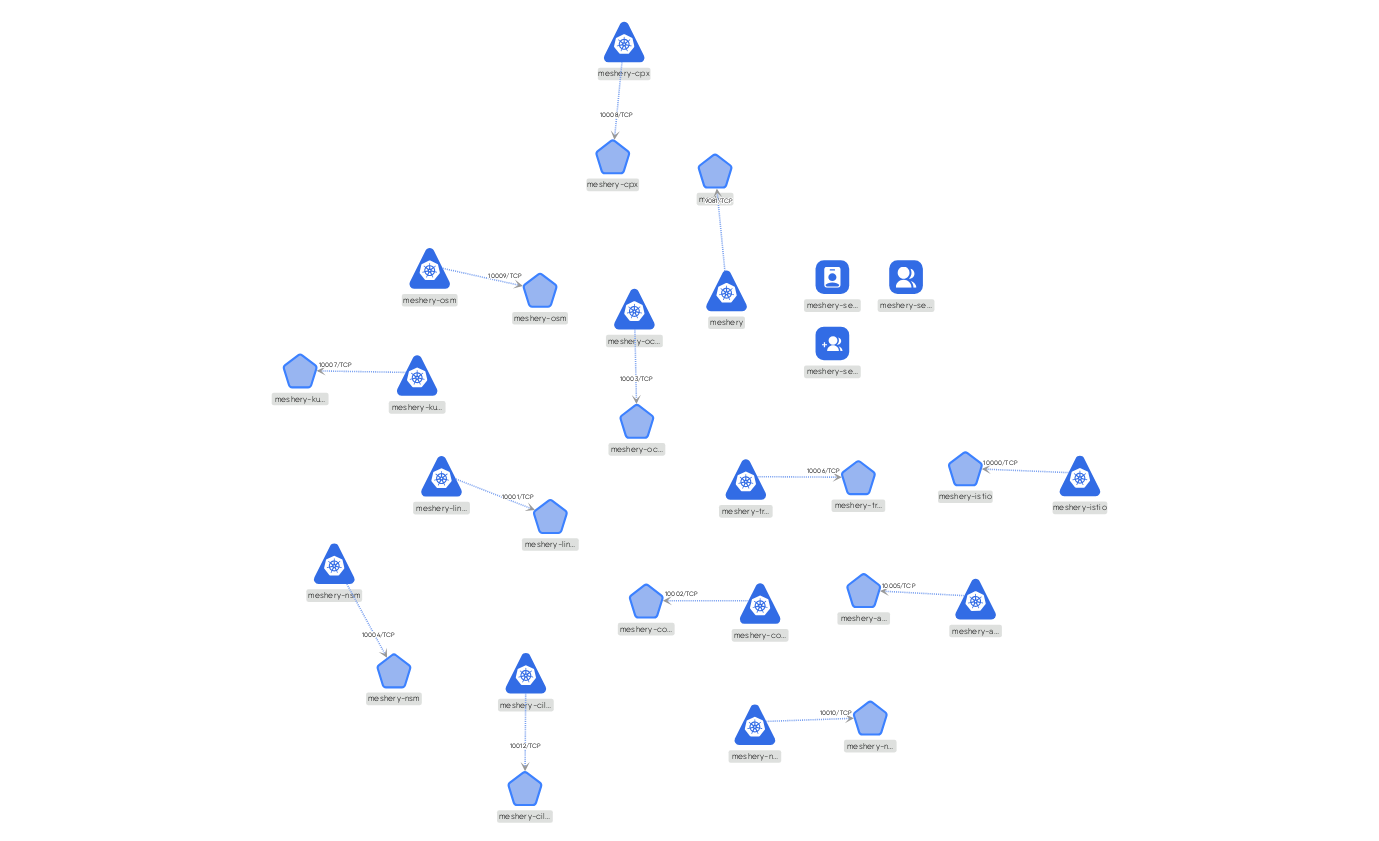 meshery-cpx
10008/TCP
meshery-cpx
9081/TCP
meshery-osm
10009/TCP
meshery-osm
meshery
meshery-se...
meshery-se...
meshery-oc...
meshery-se...
10007/TCP
meshery-ku...
meshery-ku...
10003/TCP
meshery-oc...
meshery-lin...
10001/TCP
meshery-lin...
meshery-tr...
10006/TCP
meshery-tr...
meshery-istio
10000/TCP
meshery-istio
meshery-nsm
10004/TCP
meshery-nsm
meshery-co...
10002/TCP
meshery-co...
meshery-a...
10005/TCP
meshery-a...
meshery-cil...
10012/TCP
meshery-cil...
meshery-n...
10010/TCP
meshery-n...